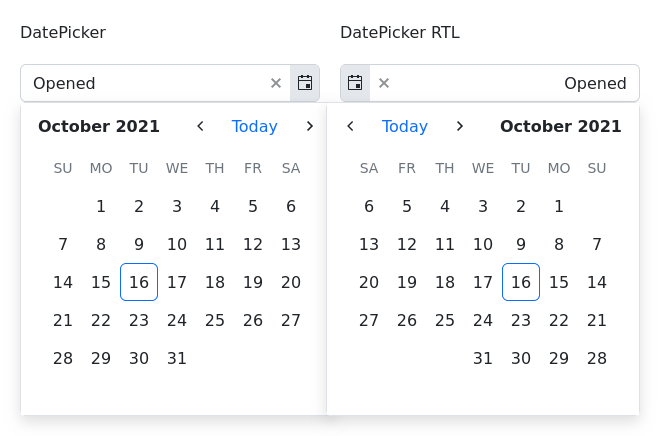 DatePicker
Opened
October 2021 Today
SU MO TU WE TH FR SA
1 2 3 4 5 6
7 8 9 10 11 12 13
14 15 16 17 18 19 20
21 22 23 24 25 26 27
28 29 30 31
DatePicker RTL
Opened
Today October 2021
SA FR TH WE TU MO SU
6 5 4 3 2 1
13 12 11 10 9 8 7
20 19 18 17 16 15 14
27 26 25 24 23 22 21
31 30 29 28